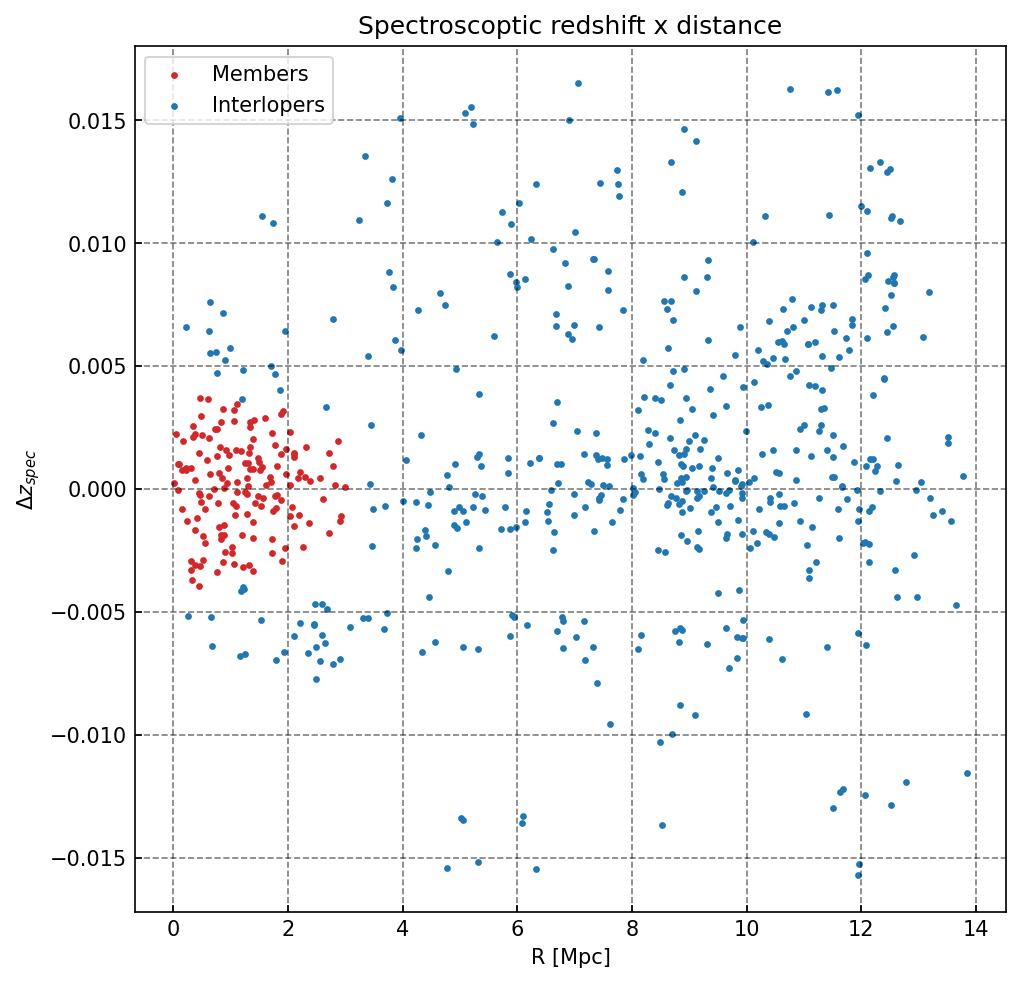 Spectroscoptic redshift x distance
Members
Interlopers
0.015
0.010
0.005
0.000
−0.005
−0.010
−0.015
Δz_spec
0 2 4 6 8 10 12 14
R [Mpc]